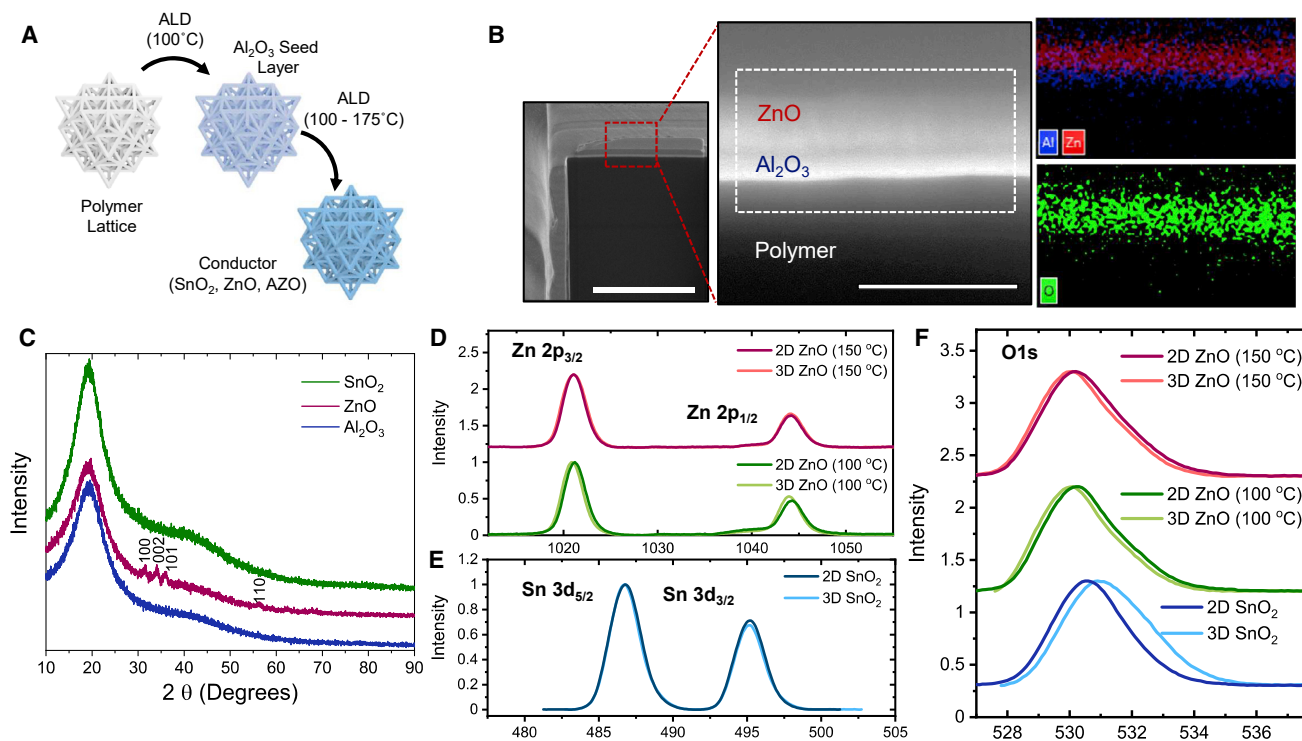 A
ALD
(100˚C)
Al₂O₃ Seed
Layer
ALD
(100 - 175˚C)
Polymer
Lattice
Conductor
(SnO₂, ZnO, AZO)
B
ZnO
Al₂O₃
Polymer
Al Zn
O
C
SnO₂
ZnO
Al₂O₃
100
002
101
110
Intensity
10 20 30 40 50 60 70 80 90
2 θ (Degrees)
D
Zn 2p₃/₂
2D ZnO (150 °C)
3D ZnO (150 °C)
Zn 2p₁/₂
2D ZnO (100 °C)
3D ZnO (100 °C)
Intensity
2.5
2
1.5
1
0.5
0
1020 1030 1040 1050
E
Sn 3d₅/₂ Sn 3d₃/₂
2D SnO₂
3D SnO₂
Intensity
1.2
1
0.8
0.6
0.4
0.2
0
480 485 490 495 500 505
F
O1s
2D ZnO (150 °C)
3D ZnO (150 °C)
2D ZnO (100 °C)
3D ZnO (100 °C)
2D SnO₂
3D SnO₂
Intensity
3.5
3
2.5
2
1.5
1
0.5
0
528 530 532 534 536